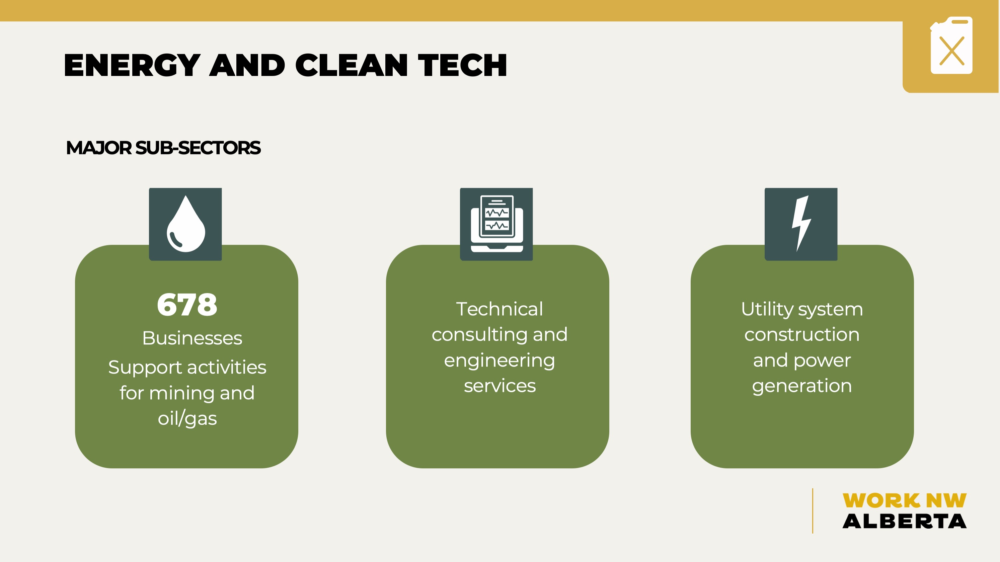 ENERGY AND CLEAN TECH
MAJOR SUB-SECTORS
678
Businesses
Support activities
for mining and
oil/gas
Technical
consulting and
engineering
services
Utility system
construction
and power
generation
WORK NW
ALBERTA